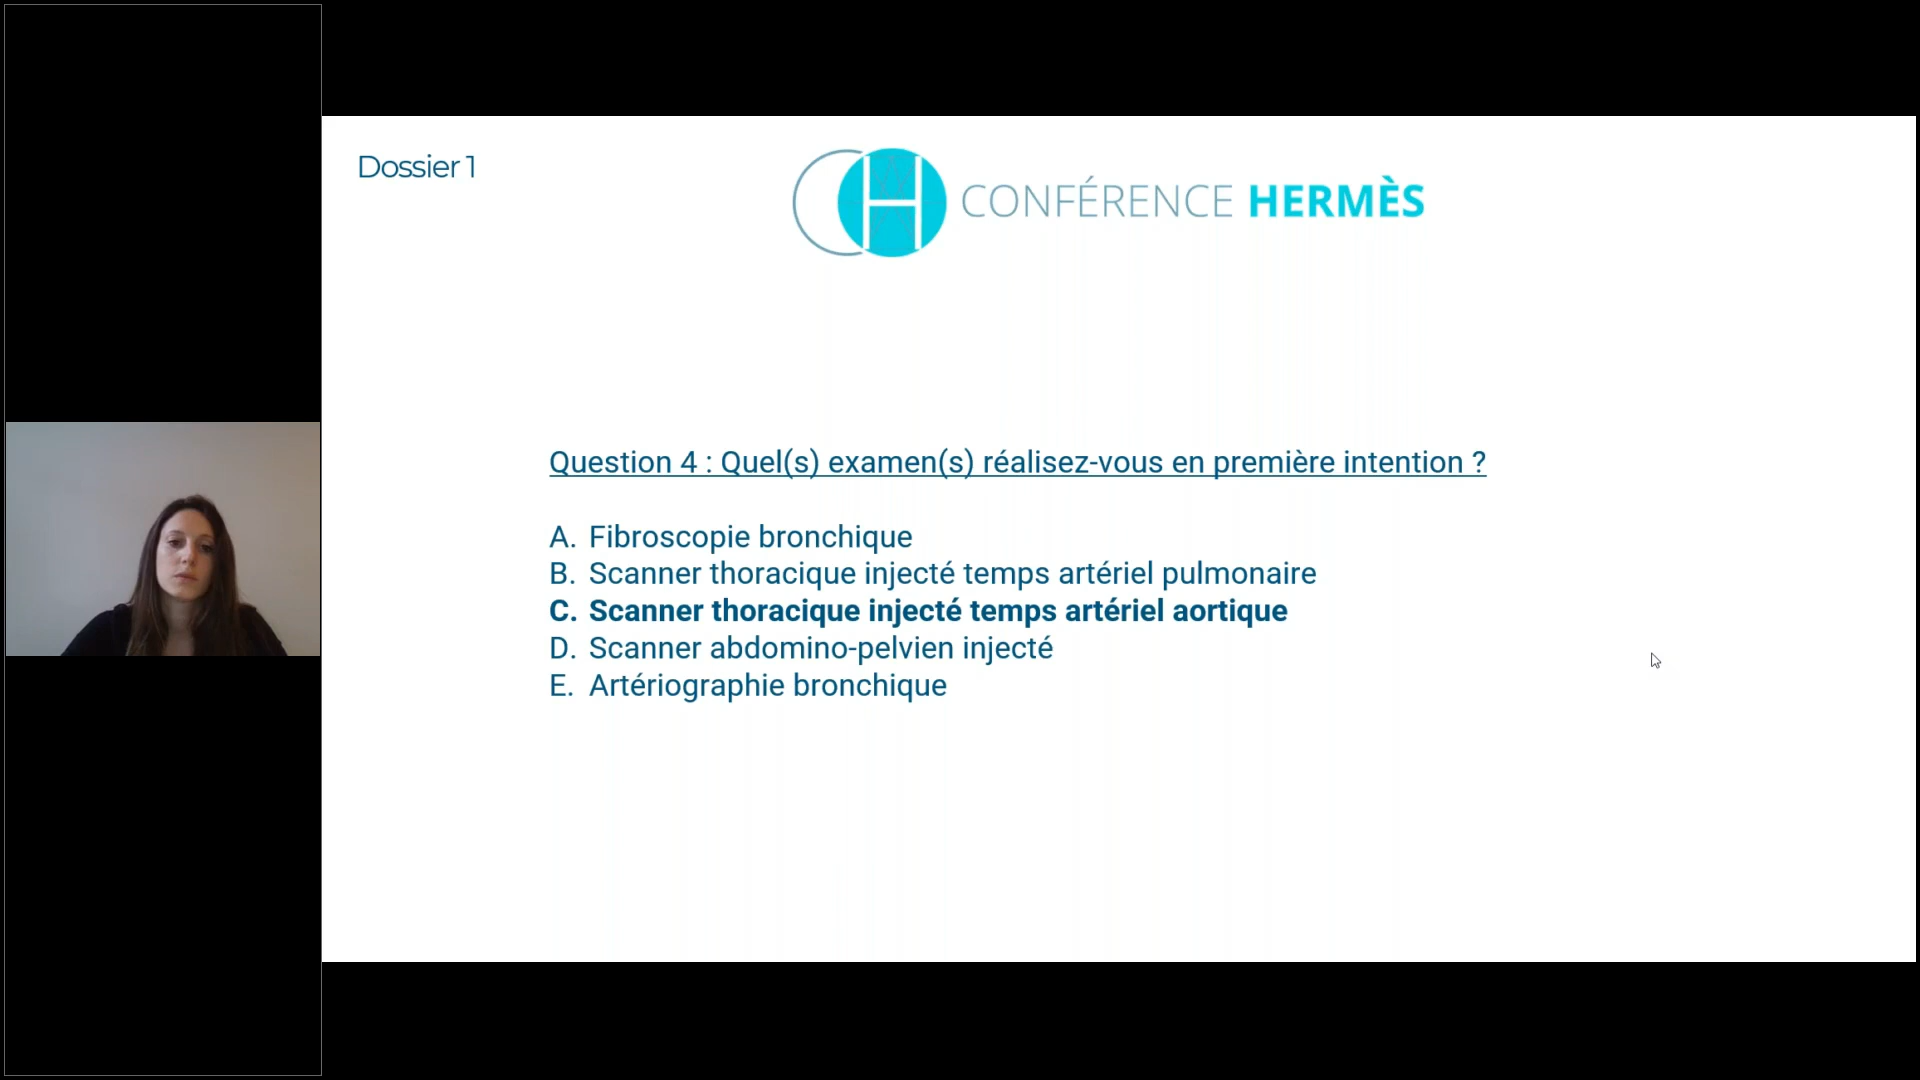 Dossier 1
CONFÉRENCE HERMÈS
Question 4 : Quel(s) examen(s) réalisez-vous en première intention ?
A. Fibroscopie bronchique
B. Scanner thoracique injecté temps artériel pulmonaire
C. Scanner thoracique injecté temps artériel aortique
D. Scanner abdomino-pelvien injecté
E. Artériographie bronchique